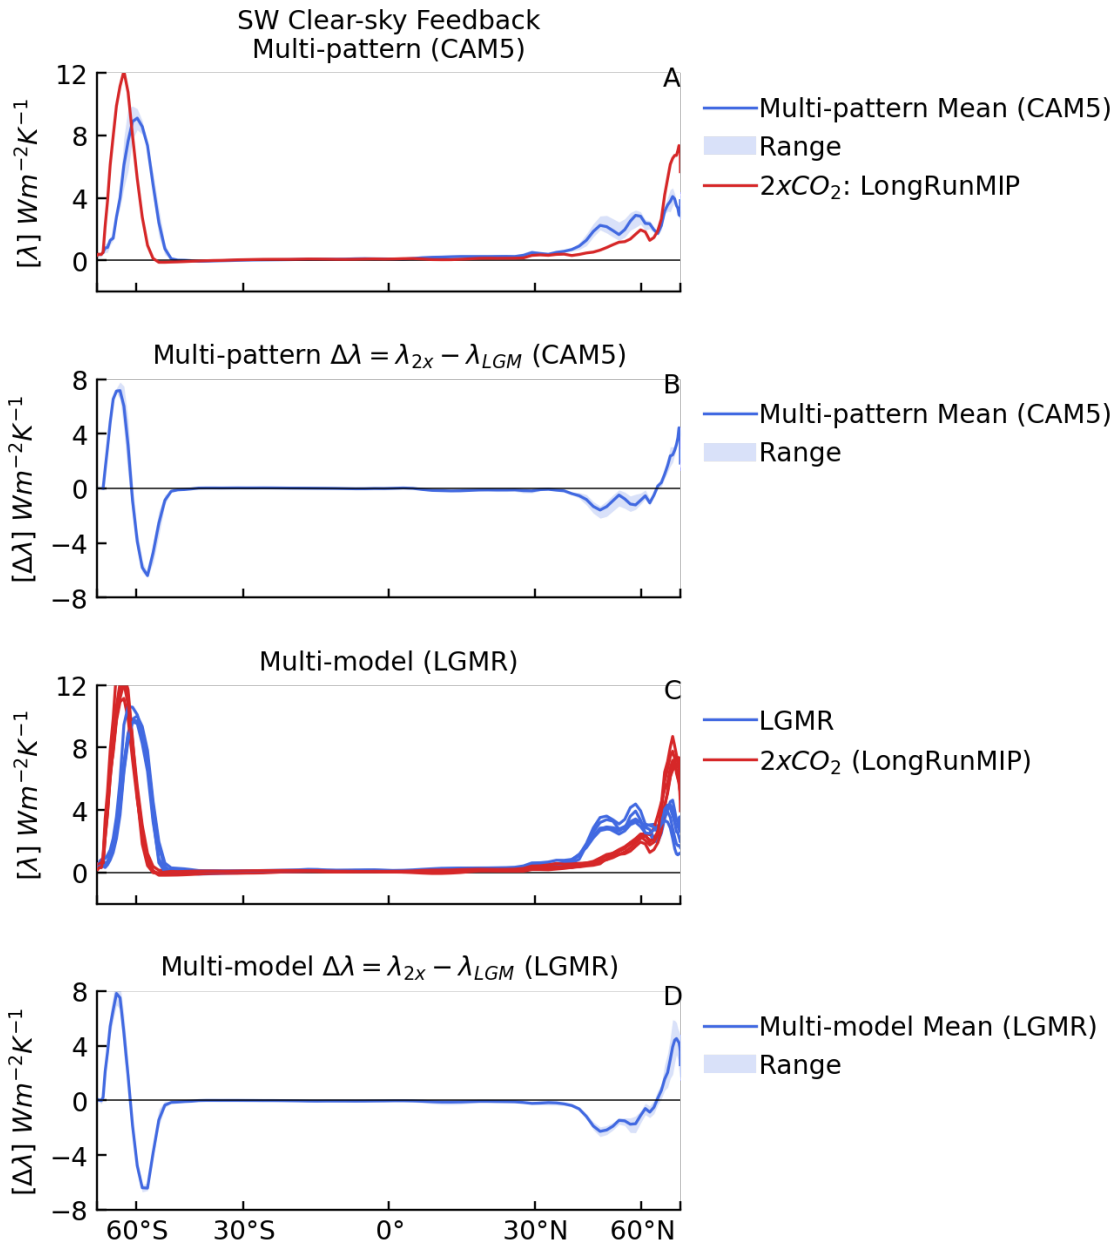 SW Clear-sky Feedback
Multi-pattern (CAM5)
A
12
8
4
0
[λ] Wm⁻²K⁻¹
Multi-pattern Mean (CAM5)
Range
2xCO₂: LongRunMIP
Multi-pattern Δλ = λ₂ₓ − λ_LGM (CAM5)
B
8
4
0
−4
−8
[Δλ] Wm⁻²K⁻¹
Multi-pattern Mean (CAM5)
Range
Multi-model (LGMR)
C
12
8
4
0
[λ] Wm⁻²K⁻¹
LGMR
2xCO₂ (LongRunMIP)
Multi-model Δλ = λ₂ₓ − λ_LGM (LGMR)
D
8
4
0
−4
−8
[Δλ] Wm⁻²K⁻¹
Multi-model Mean (LGMR)
Range
60°S 30°S 0° 30°N 60°N